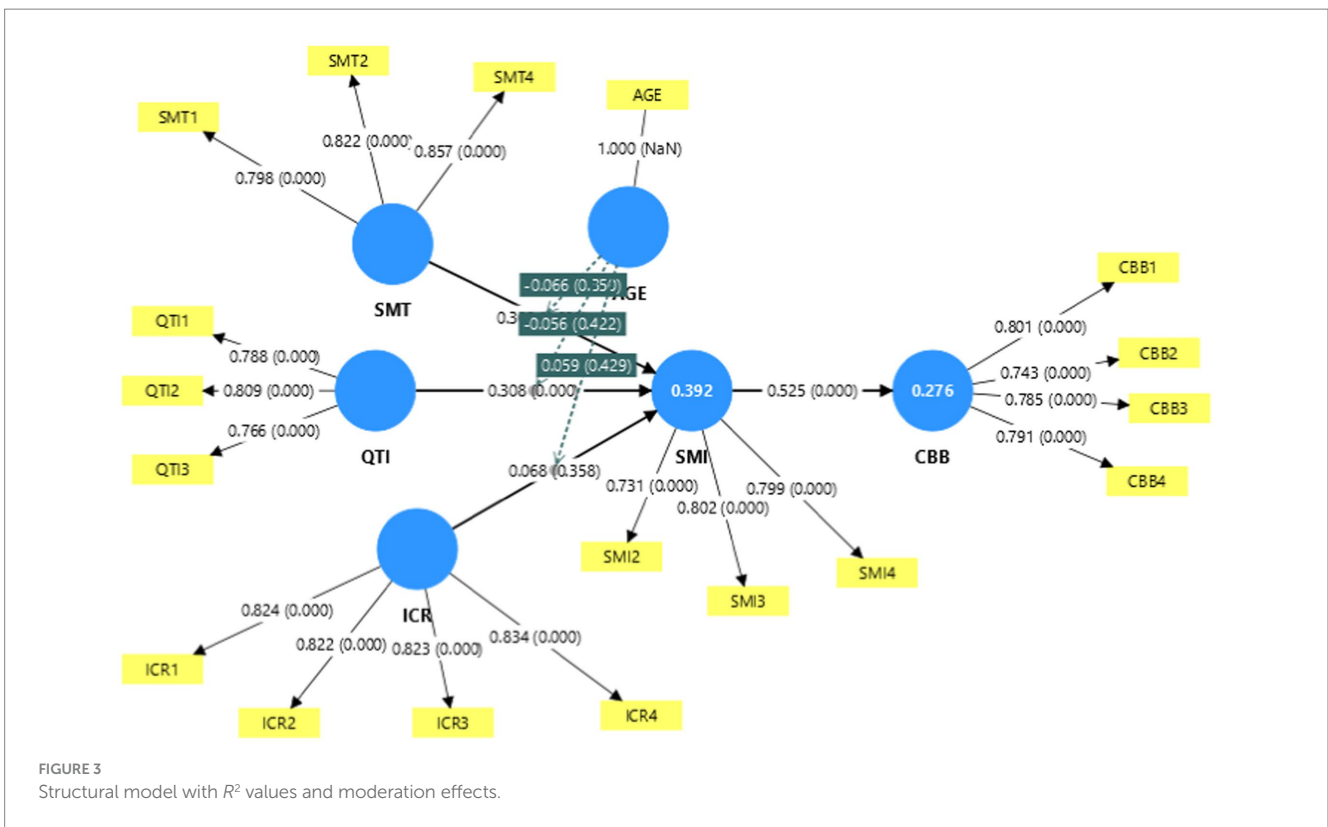 SMT2
SMT4
AGE
SMT1
0.822 (0.000)
0.857 (0.000)
1.000 (NaN)
0.798 (0.000)
CBB1
-0.066 (0.350)
AGE
SMT
QTI1
-0.056 (0.422)
0.801 (0.000)
0.788 (0.000)
CBB2
0.059 (0.429)
0.743 (0.000)
QTI2
0.809 (0.000)
0.308 (0.000)
0.392
0.525 (0.000)
0.276
0.785 (0.000)
CBB3
0.766 (0.000)
0.791 (0.000)
QTI3
QTI
SMI
CBB
0.068 (0.358)
CBB4
0.731 (0.000)
0.799 (0.000)
0.802 (0.000)
SMI2
SMI4
SMI3
ICR
0.824 (0.000)
0.834 (0.000)
0.822 (0.000)
0.823 (0.000)
ICR1
ICR2
ICR3
ICR4
FIGURE 3
Structural model with R² values and moderation effects.